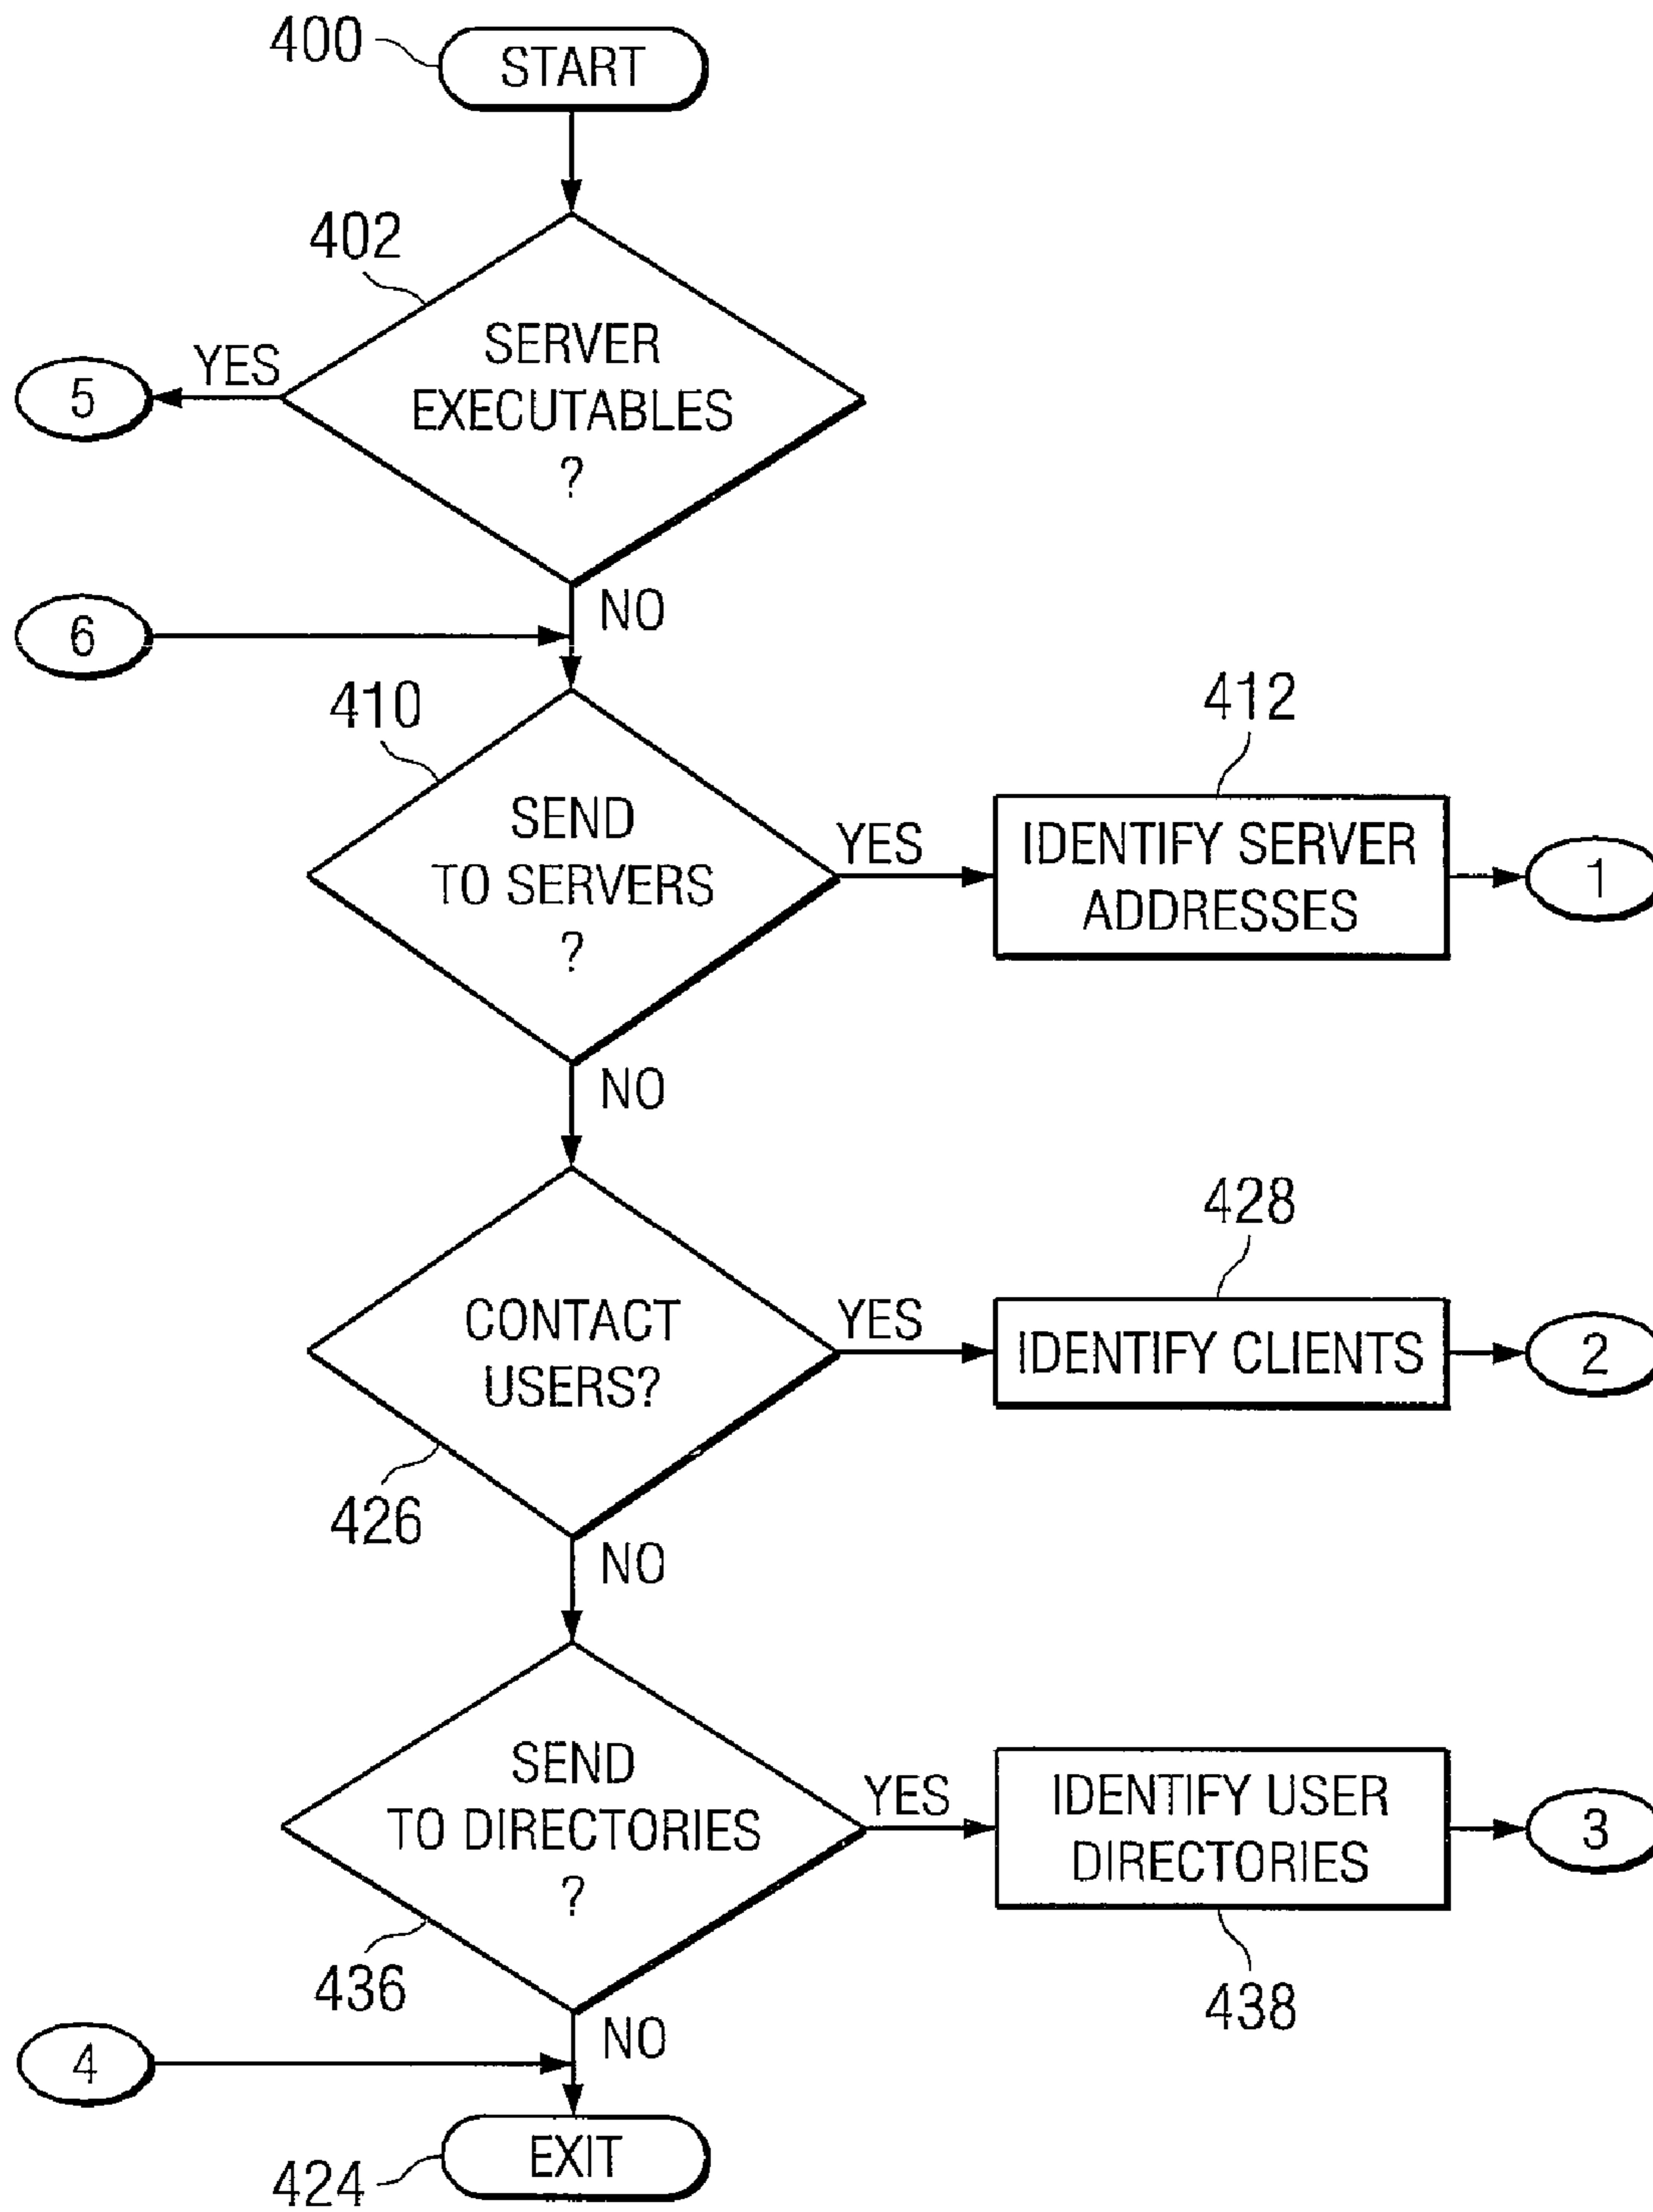 400
START
402
SERVER
EXECUTABLES
?
YES
5
NO
6
410
SEND
TO SERVERS
?
YES
412
IDENTIFY SERVER
ADDRESSES
1
NO
CONTACT
USERS?
426
YES
428
IDENTIFY CLIENTS
2
NO
SEND
TO DIRECTORIES
?
436
YES
IDENTIFY USER
DIRECTORIES
438
3
NO
4
EXIT
424